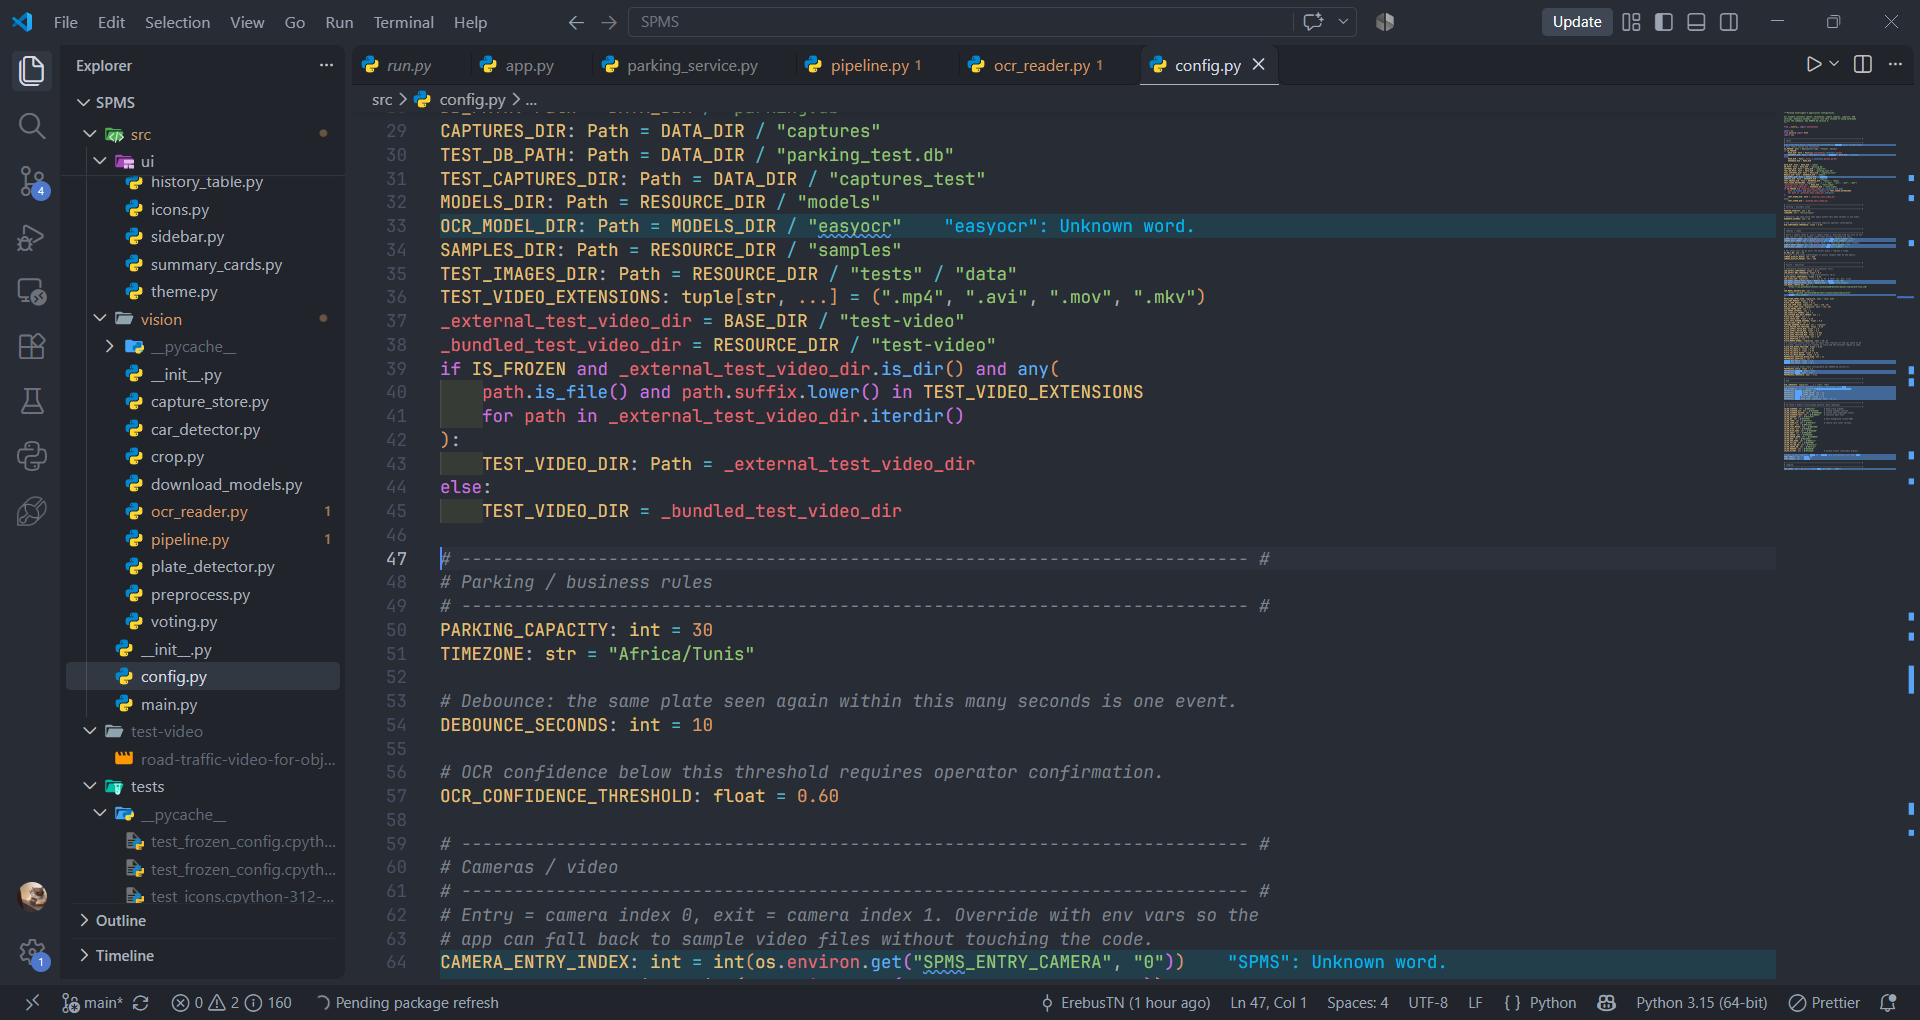 File Edit Selection View Go Run Terminal Help
SPMS
Update
Explorer
SPMS
src
ui
history_table.py
icons.py
sidebar.py
summary_cards.py
theme.py
vision
__pycache__
__init__.py
capture_store.py
car_detector.py
crop.py
download_models.py
ocr_reader.py 1
pipeline.py 1
plate_detector.py
preprocess.py
voting.py
__init__.py
config.py
main.py
test-video
road-traffic-video-for-obj...
tests
__pycache__
test_frozen_config.cpyth...
test_frozen_config.cpyth...
test_icons.cpython-312-...
Outline
Timeline
4
1
run.py
app.py
parking_service.py
pipeline.py 1
ocr_reader.py 1
config.py
src > config.py > ...
29 CAPTURES_DIR: Path = DATA_DIR / "captures"
30 TEST_DB_PATH: Path = DATA_DIR / "parking_test.db"
31 TEST_CAPTURES_DIR: Path = DATA_DIR / "captures_test"
32 MODELS_DIR: Path = RESOURCE_DIR / "models"
33 OCR_MODEL_DIR: Path = MODELS_DIR / "easyocr" "easyocr": Unknown word.
34 SAMPLES_DIR: Path = RESOURCE_DIR / "samples"
35 TEST_IMAGES_DIR: Path = RESOURCE_DIR / "tests" / "data"
36 TEST_VIDEO_EXTENSIONS: tuple[str, ...] = (".mp4", ".avi", ".mov", ".mkv")
37 _external_test_video_dir = BASE_DIR / "test-video"
38 _bundled_test_video_dir = RESOURCE_DIR / "test-video"
39 if IS_FROZEN and _external_test_video_dir.is_dir() and any(
40 path.is_file() and path.suffix.lower() in TEST_VIDEO_EXTENSIONS
41 for path in _external_test_video_dir.iterdir()
42 ):
43 TEST_VIDEO_DIR: Path = _external_test_video_dir
44 else:
45 TEST_VIDEO_DIR = _bundled_test_video_dir
46
47 # --------------------------------------------------------------------------- #
48 # Parking / business rules
49 # --------------------------------------------------------------------------- #
50 PARKING_CAPACITY: int = 30
51 TIMEZONE: str = "Africa/Tunis"
52
53 # Debounce: the same plate seen again within this many seconds is one event.
54 DEBOUNCE_SECONDS: int = 10
55
56 # OCR confidence below this threshold requires operator confirmation.
57 OCR_CONFIDENCE_THRESHOLD: float = 0.60
58
59 # --------------------------------------------------------------------------- #
60 # Cameras / video
61 # --------------------------------------------------------------------------- #
62 # Entry = camera index 0, exit = camera index 1. Override with env vars so the
63 # app can fall back to sample video files without touching the code.
64 CAMERA_ENTRY_INDEX: int = int(os.environ.get("SPMS_ENTRY_CAMERA", "0")) "SPMS": Unknown word.
main* 0 2 160 Pending package refresh ErebusTN (1 hour ago) Ln 47, Col 1 Spaces: 4 UTF-8 LF {} Python Python 3.15 (64-bit) Prettier